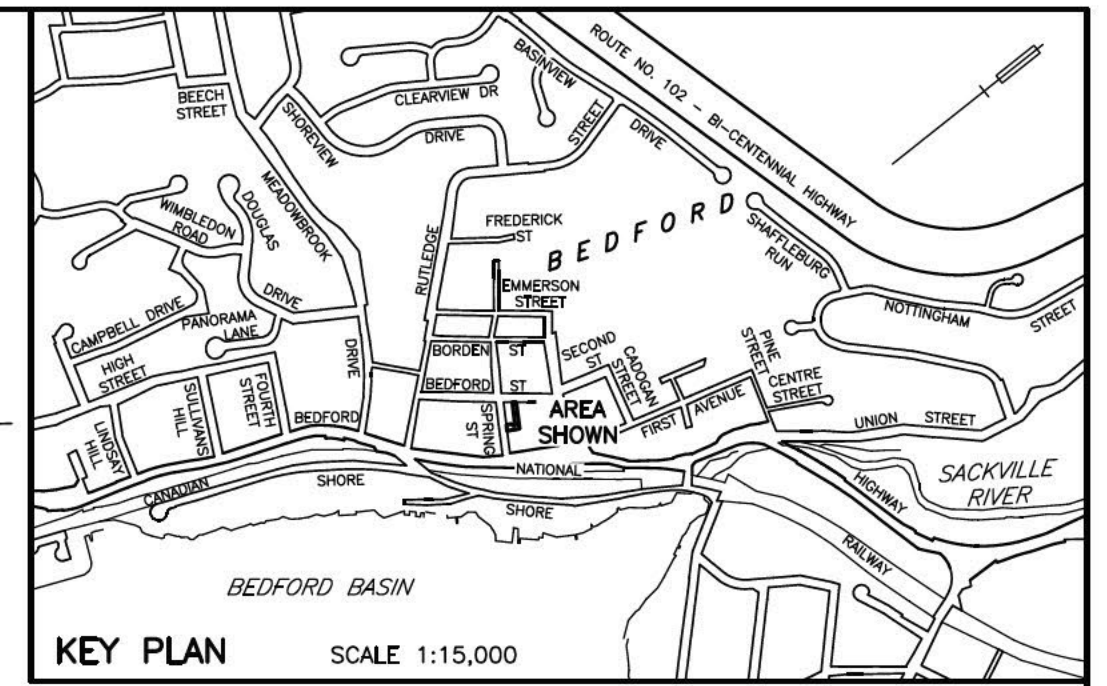 ROUTE NO. 102 - BI-CENTENNIAL HIGHWAY
BASINVIEW
DRIVE
BEECH
STREET
CLEARVIEW DR
SHOREVIEW
DRIVE
STREET
MEADOWBROOK
DRIVE
WIMBLEDON
ROAD
DOUGLAS
DRIVE
RUTLEDGE
FREDERICK
ST
BEDFORD
SHAFFLEBURG
RUN
EMMERSON
STREET
NOTTINGHAM
STREET
CAMPBELL DRIVE
PANORAMA
LANE
HIGH
STREET
BORDEN ST
SECOND
ST
CADOGAN
STREET
PINE
STREET
CENTRE
STREET
BEDFORD ST
SULLIVANS
HILL
FOURTH
STREET
LINDSAY
HILL
BEDFORD
SPRING
ST
AREA
SHOWN
FIRST AVENUE
UNION STREET
NATIONAL
CANADIAN
SHORE
SHORE
HIGHWAY
SACKVILLE
RIVER
RAILWAY
BEDFORD BASIN
KEY PLAN
SCALE 1:15,000